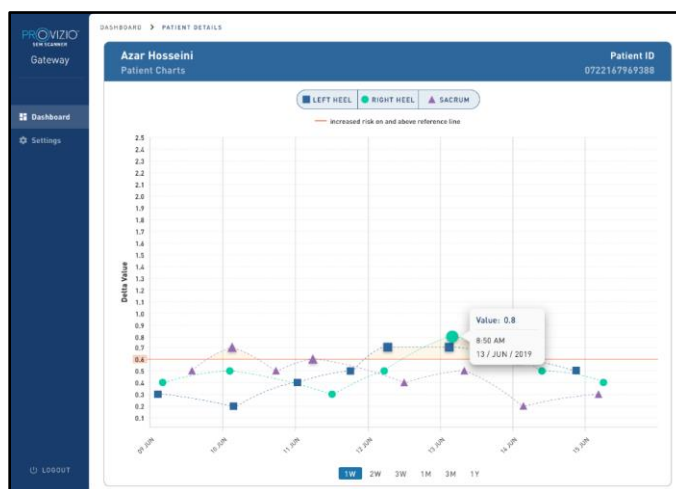 PROVIZIO
SEM SCANNER
Gateway
Dashboard
Settings
LOGOUT
DASHBOARD > PATIENT DETAILS
Azar Hosseini
Patient Charts
Patient ID
0722167969388
LEFT HEEL
RIGHT HEEL
SACRUM
increased risk on and above reference line
Delta Value
2.5
2.4
2.3
2.2
2.1
2.0
1.9
1.8
1.7
1.6
1.5
1.4
1.3
1.2
1.1
1.0
0.9
0.8
0.7
0.6
0.5
0.4
0.3
0.2
0.1
Value: 0.8
8:50 AM
13 / JUN / 2019
09 JUN
10 JUN
11 JUN
12 JUN
13 JUN
14 JUN
15 JUN
1W 2W 3W 1M 3M 1Y